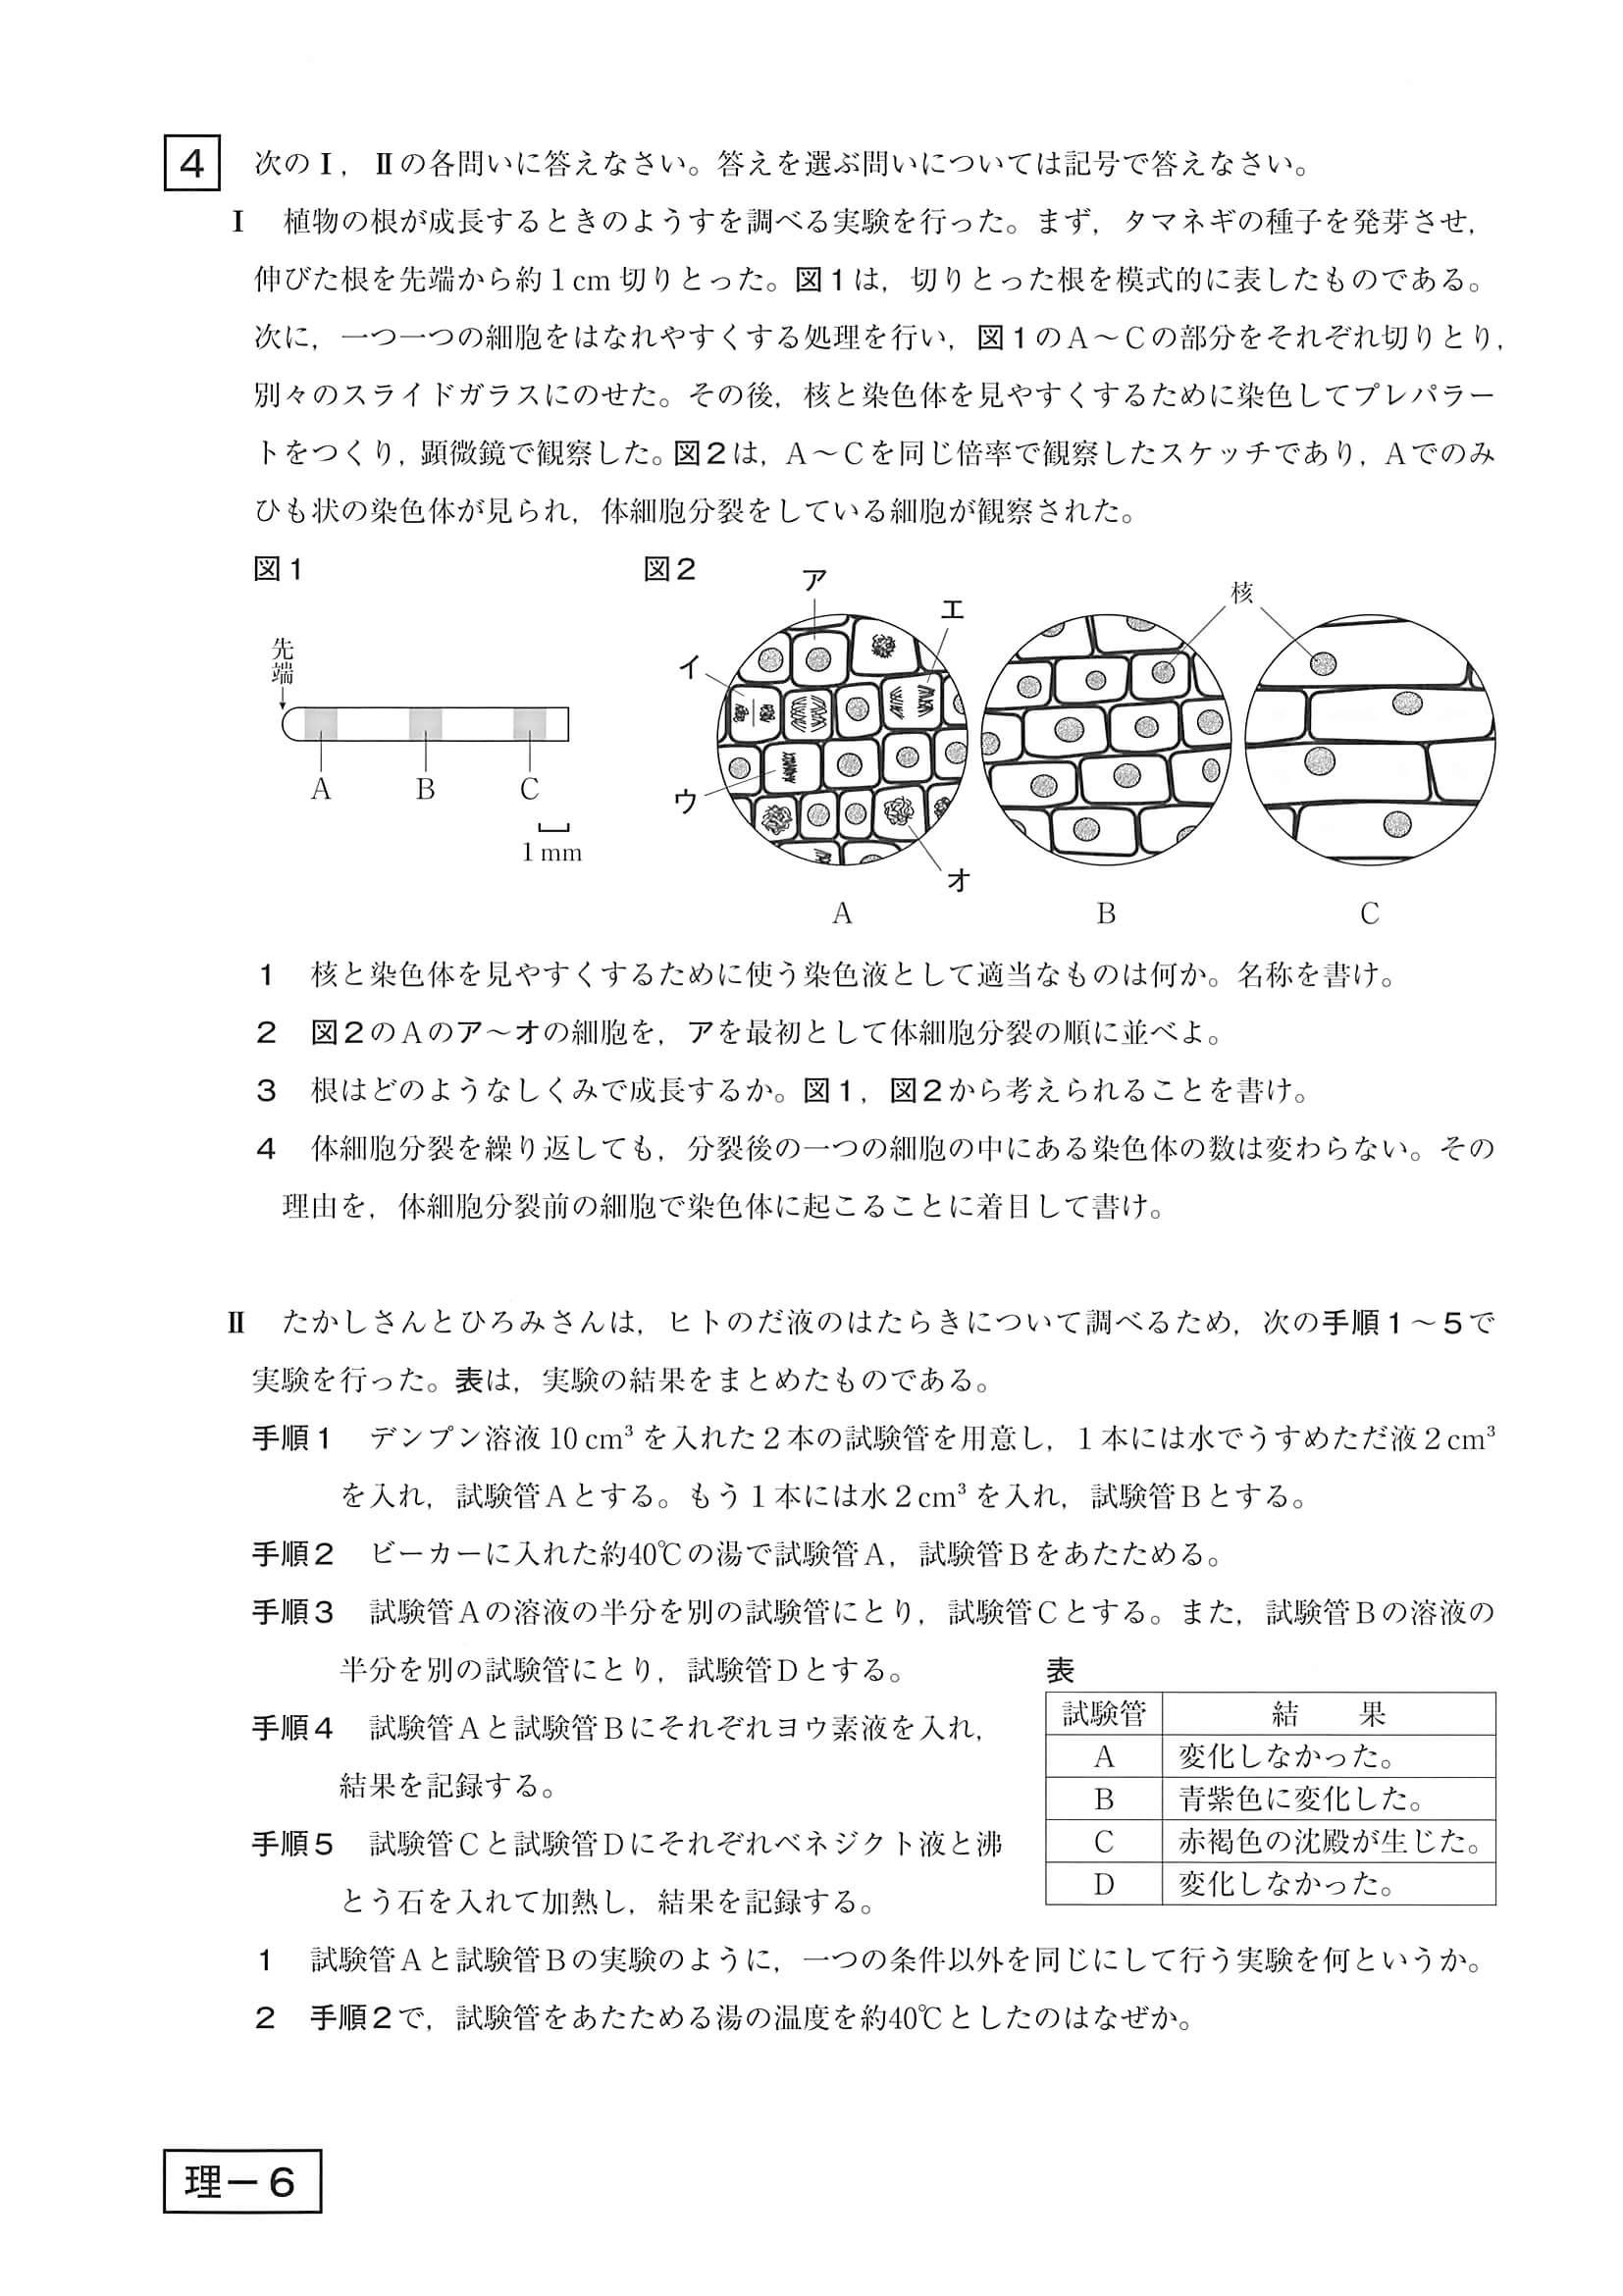 4 次のⅠ，Ⅱの各問いに答えなさい。答えを選ぶ問いについては記号で答えなさい。
Ⅰ 植物の根が成長するときのようすを調べる実験を行った。まず，タマネギの種子を発芽させ，
伸びた根を先端から約1cm切りとった。図1は，切りとった根を模式的に表したものである。
次に，一つ一つの細胞をはなれやすくする処理を行い，図1のA～Cの部分をそれぞれ切りとり，
別々のスライドガラスにのせた。その後，核と染色体を見やすくするために染色してプレパラー
トをつくり，顕微鏡で観察した。図2は，A～Cを同じ倍率で観察したスケッチであり，Aでのみ
ひも状の染色体が見られ，体細胞分裂をしている細胞が観察された。
図1
先端
A B C
1mm
図2
ア
イ
ウ
エ
オ
核
A B C
1 核と染色体を見やすくするために使う染色液として適当なものは何か。名称を書け。
2 図2のAのア～オの細胞を，アを最初として体細胞分裂の順に並べよ。
3 根はどのようなしくみで成長するか。図1，図2から考えられることを書け。
4 体細胞分裂を繰り返しても，分裂後の一つの細胞の中にある染色体の数は変わらない。その
理由を，体細胞分裂前の細胞で染色体に起こることに着目して書け。
Ⅱ たかしさんとひろみさんは，ヒトのだ液のはたらきについて調べるため，次の手順1～5で
実験を行った。表は，実験の結果をまとめたものである。
手順1 デンプン溶液10cm³を入れた2本の試験管を用意し，1本には水でうすめただ液2cm³
を入れ，試験管Aとする。もう1本には水2cm³を入れ，試験管Bとする。
手順2 ビーカーに入れた約40℃の湯で試験管A，試験管Bをあたためる。
手順3 試験管Aの溶液の半分を別の試験管にとり，試験管Cとする。また，試験管Bの溶液の
半分を別の試験管にとり，試験管Dとする。
手順4 試験管Aと試験管Bにそれぞれヨウ素液を入れ，
結果を記録する。
手順5 試験管Cと試験管Dにそれぞれベネジクト液と沸
とう石を入れて加熱し，結果を記録する。
表
試験管 結果
A 変化しなかった。
B 青紫色に変化した。
C 赤褐色の沈殿が生じた。
D 変化しなかった。
1 試験管Aと試験管Bの実験のように，一つの条件以外を同じにして行う実験を何というか。
2 手順2で，試験管をあたためる湯の温度を約40℃としたのはなぜか。
理－6